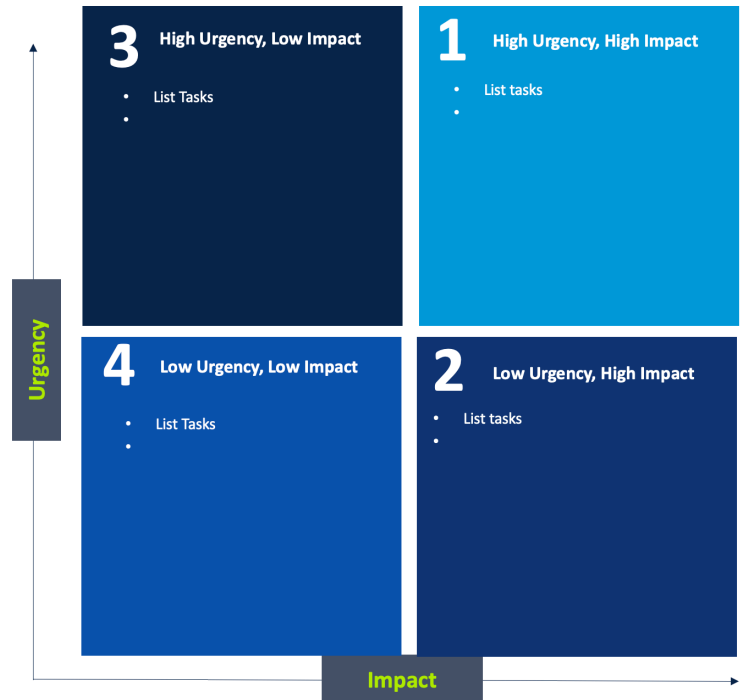 3
High Urgency, Low Impact
• List Tasks
•
1
High Urgency, High Impact
• List tasks
•
Urgency
4
Low Urgency, Low Impact
• List Tasks
•
2
Low Urgency, High Impact
• List tasks
•
Impact